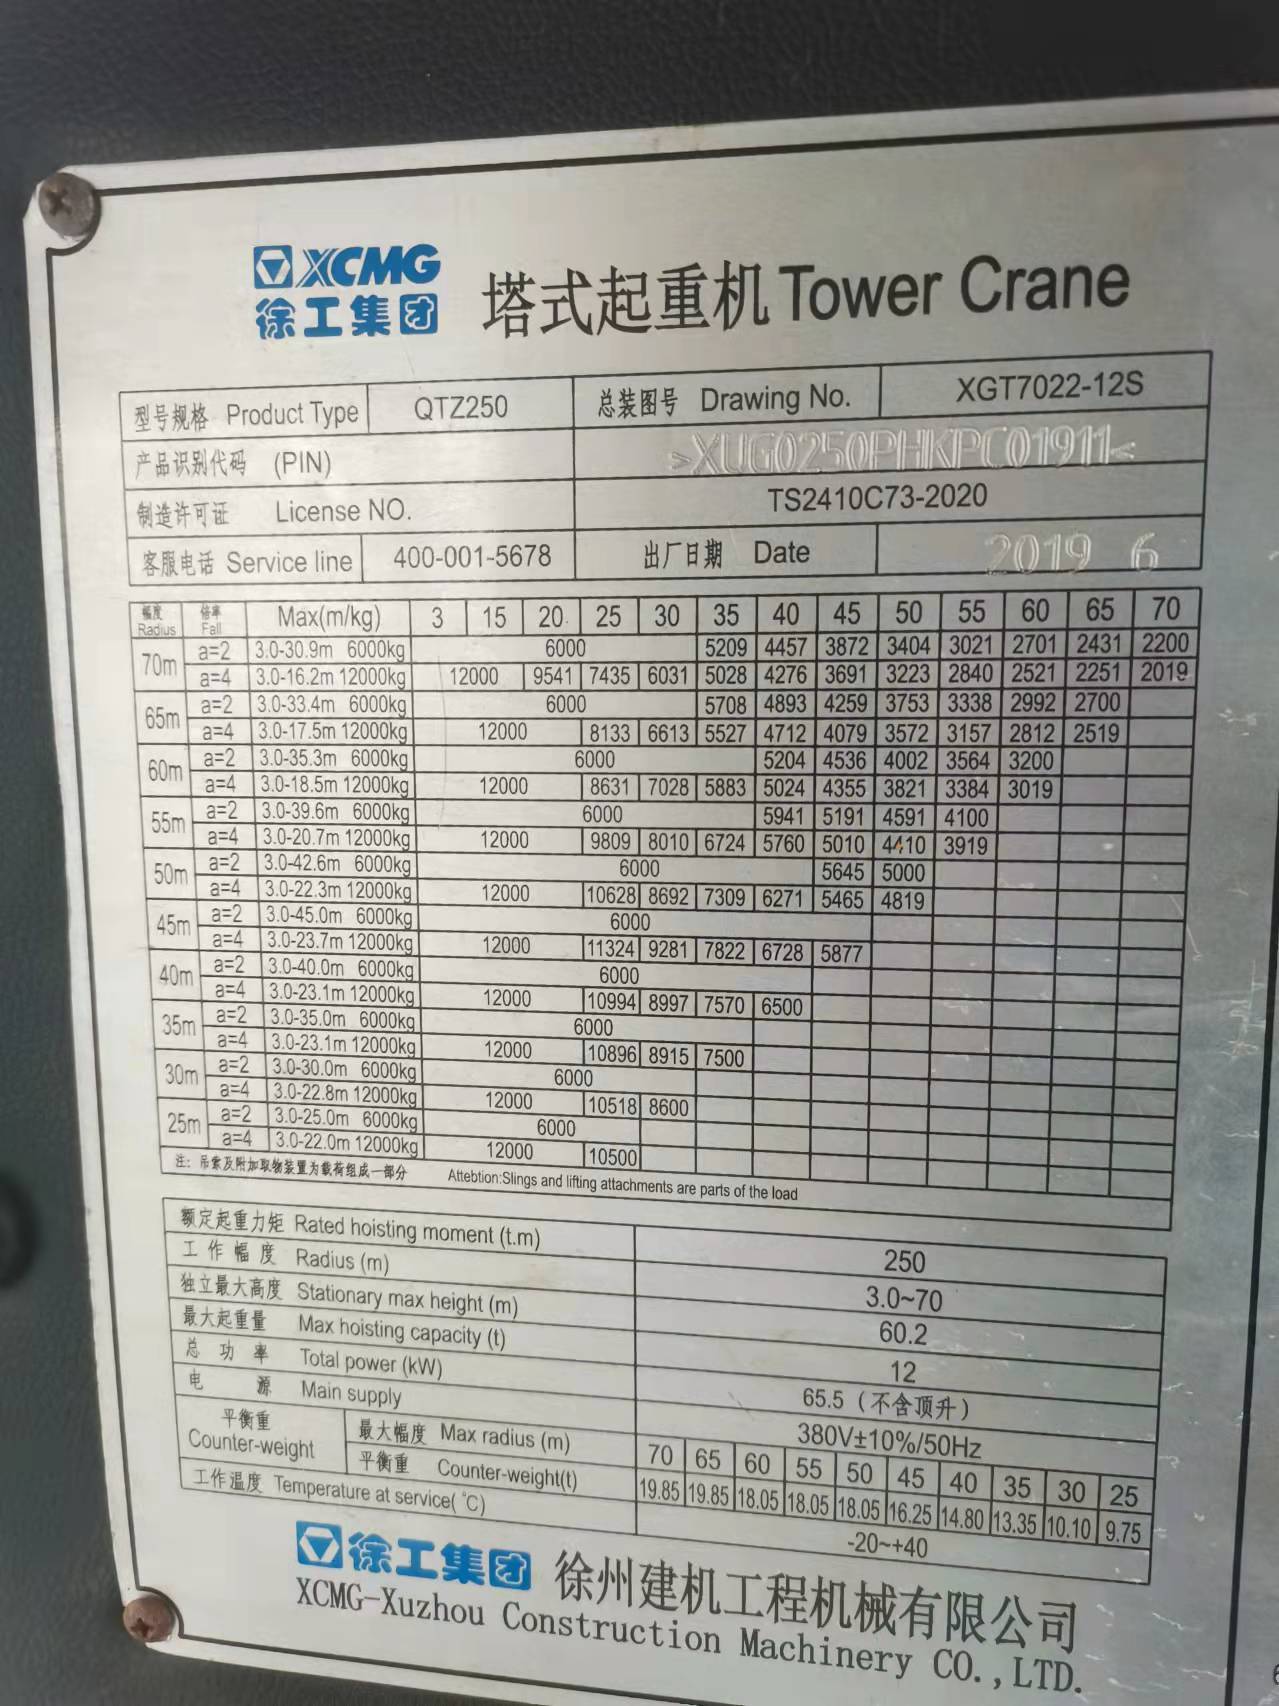 XCMG
徐工集团
塔式起重机 Tower Crane
型号规格 Product Type QTZ250 总装图号 Drawing No. XGT7022-12S
产品识别代码 (PIN) >XUG0250PHKPC01911<
制造许可证 License NO. TS2410C73-2020
客服电话 Service line 400-001-5678 出厂日期 Date 2019 6
幅度 Radius 倍率 Fall Max(m/kg) 3 15 20 25 30 35 40 45 50 55 60 65 70
70m a=2 3.0-30.9m 6000kg 6000 5209 4457 3872 3404 3021 2701 2431 2200
a=4 3.0-16.2m 12000kg 12000 9541 7435 6031 5028 4276 3691 3223 2840 2521 2251 2019
65m a=2 3.0-33.4m 6000kg 6000 5708 4893 4259 3753 3338 2992 2700
a=4 3.0-17.5m 12000kg 12000 8133 6613 5527 4712 4079 3572 3157 2812 2519
60m a=2 3.0-35.3m 6000kg 6000 5204 4536 4002 3564 3200
a=4 3.0-18.5m 12000kg 12000 8631 7028 5883 5024 4355 3821 3384 3019
55m a=2 3.0-39.6m 6000kg 6000 5941 5191 4591 4100
a=4 3.0-20.7m 12000kg 12000 9809 8010 6724 5760 5010 4410 3919
50m a=2 3.0-42.6m 6000kg 6000 5645 5000
a=4 3.0-22.3m 12000kg 12000 10628 8692 7309 6271 5465 4819
45m a=2 3.0-45.0m 6000kg 6000
a=4 3.0-23.7m 12000kg 12000 11324 9281 7822 6728 5877
40m a=2 3.0-40.0m 6000kg 6000
a=4 3.0-23.1m 12000kg 12000 10994 8997 7570 6500
35m a=2 3.0-35.0m 6000kg 6000
a=4 3.0-23.1m 12000kg 12000 10896 8915 7500
30m a=2 3.0-30.0m 6000kg 6000
a=4 3.0-22.8m 12000kg 12000 10518 8600
25m a=2 3.0-25.0m 6000kg 6000
a=4 3.0-22.0m 12000kg 12000 10500
注：吊索及附加取物装置为载荷组成一部分 Attebtion:Slings and lifting attachments are parts of the load
额定起重力矩 Rated hoisting moment (t.m) 250
工作幅度 Radius (m) 3.0~70
独立最大高度 Stationary max height (m) 60.2
最大起重量 Max hoisting capacity (t) 12
总功率 Total power (kW) 65.5 (不含顶升)
电源 Main supply 380V±10%/50Hz
平衡重 Counter-weight 最大幅度 Max radius (m) 70 65 60 55 50 45 40 35 30 25
平衡重 Counter-weight(t) 19.85 19.85 18.05 18.05 18.05 16.25 14.80 13.35 10.10 9.75
工作温度 Temperature at service(℃) -20~+40
徐工集团 徐州建机工程机械有限公司
XCMG-Xuzhou Construction Machinery CO.,LTD.